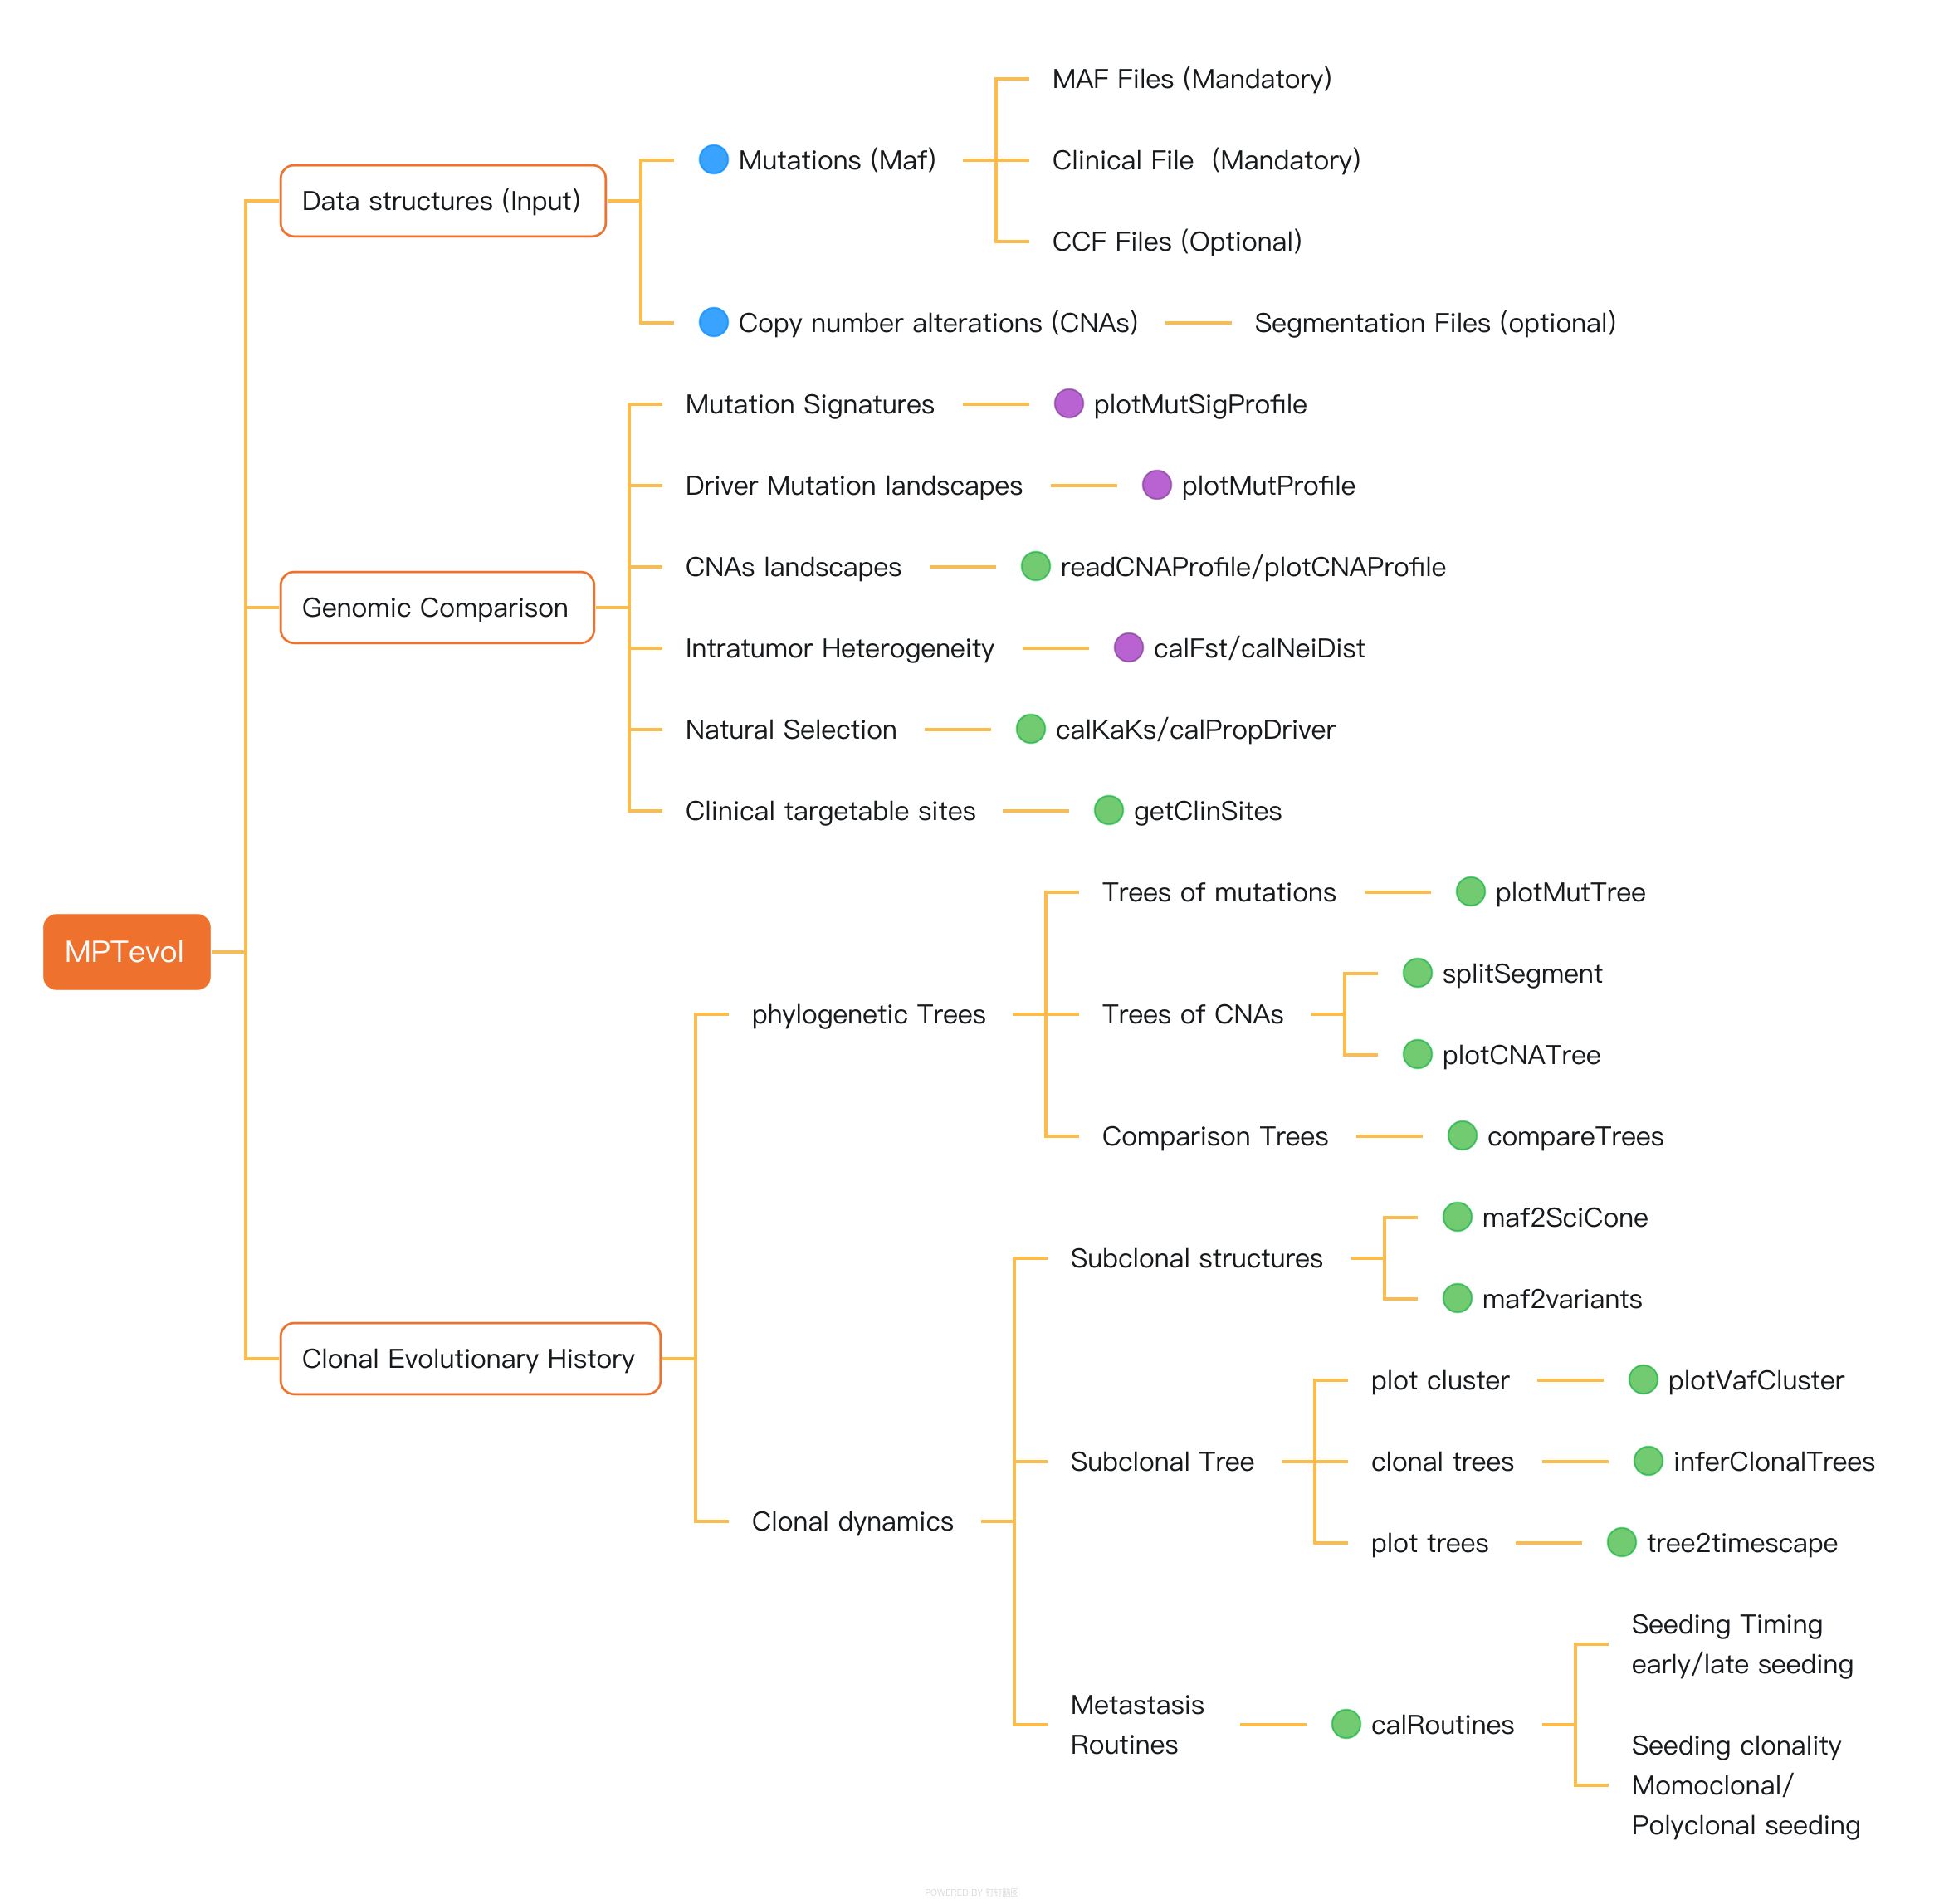 MPTevol
Data structures (Input)
Mutations (Maf)
MAF Files (Mandatory)
Clinical File  (Mandatory)
CCF Files (Optional)
Copy number alterations (CNAs)
Segmentation Files (optional)
Genomic Comparison
Mutation Signatures
plotMutSigProfile
Driver Mutation landscapes
plotMutProfile
CNAs landscapes
readCNAProfile/plotCNAProfile
Intratumor Heterogeneity
calFst/calNeiDist
Natural Selection
calKaKs/calPropDriver
Clinical targetable sites
getClinSites
Clonal Evolutionary History
phylogenetic Trees
Trees of mutations
plotMutTree
Trees of CNAs
splitSegment
plotCNATree
Comparison Trees
compareTrees
Clonal dynamics
Subclonal structures
maf2SciCone
maf2variants
Subclonal Tree
plot cluster
plotVafCluster
clonal trees
inferClonalTrees
plot trees
tree2timescape
Metastasis
Routines
calRoutines
Seeding Timing
early/late seeding
Seeding clonality
Momoclonal/
Polyclonal seeding
POWERED BY 钉钉脑图